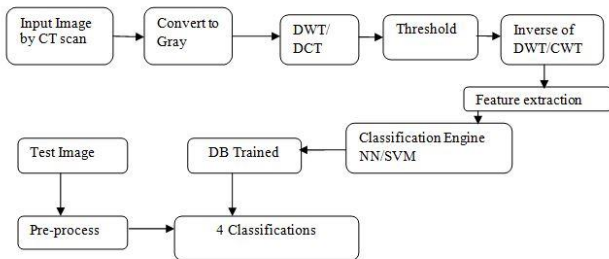 Input Image
by CT scan
Convert to
Gray
DWT/
DCT
Threshold
Inverse of
DWT/CWT
Feature extraction
Classification Engine
NN/SVM
Test Image
DB Trained
Pre-process
4 Classifications